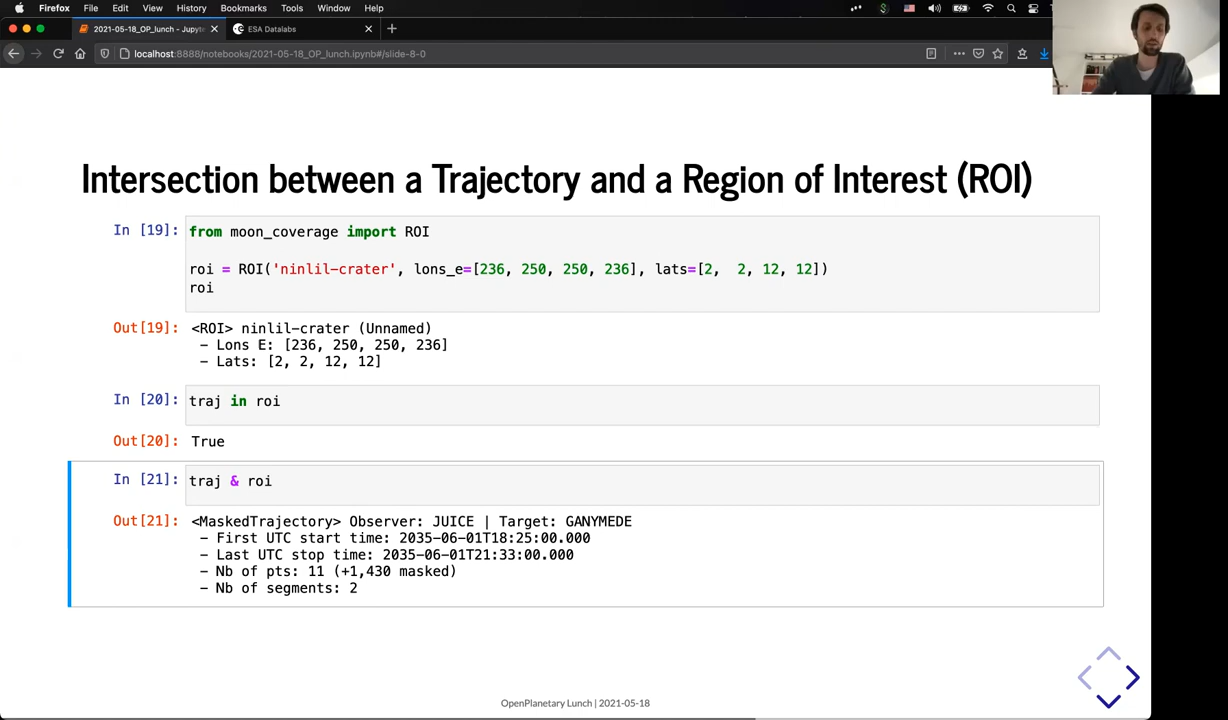 Firefox File Edit View History Bookmarks Tools Window Help
2021-05-18_OP_lunch - Jupyte
ESA Datalabs
localhost:8888/notebooks/2021-05-18_OP_lunch.ipynb#/slide-8-0
Intersection between a Trajectory and a Region of Interest (ROI)
In [19]: from moon_coverage import ROI
roi = ROI('ninlil-crater', lons_e=[236, 250, 250, 236], lats=[2,  2, 12, 12])
roi
Out[19]: <ROI> ninlil-crater (Unnamed)
– Lons E: [236, 250, 250, 236]
– Lats: [2, 2, 12, 12]
In [20]: traj in roi
Out[20]: True
In [21]: traj & roi
Out[21]: <MaskedTrajectory> Observer: JUICE | Target: GANYMEDE
– First UTC start time: 2035-06-01T18:25:00.000
– Last UTC stop time: 2035-06-01T21:33:00.000
– Nb of pts: 11 (+1,430 masked)
– Nb of segments: 2
OpenPlanetary Lunch | 2021-05-18